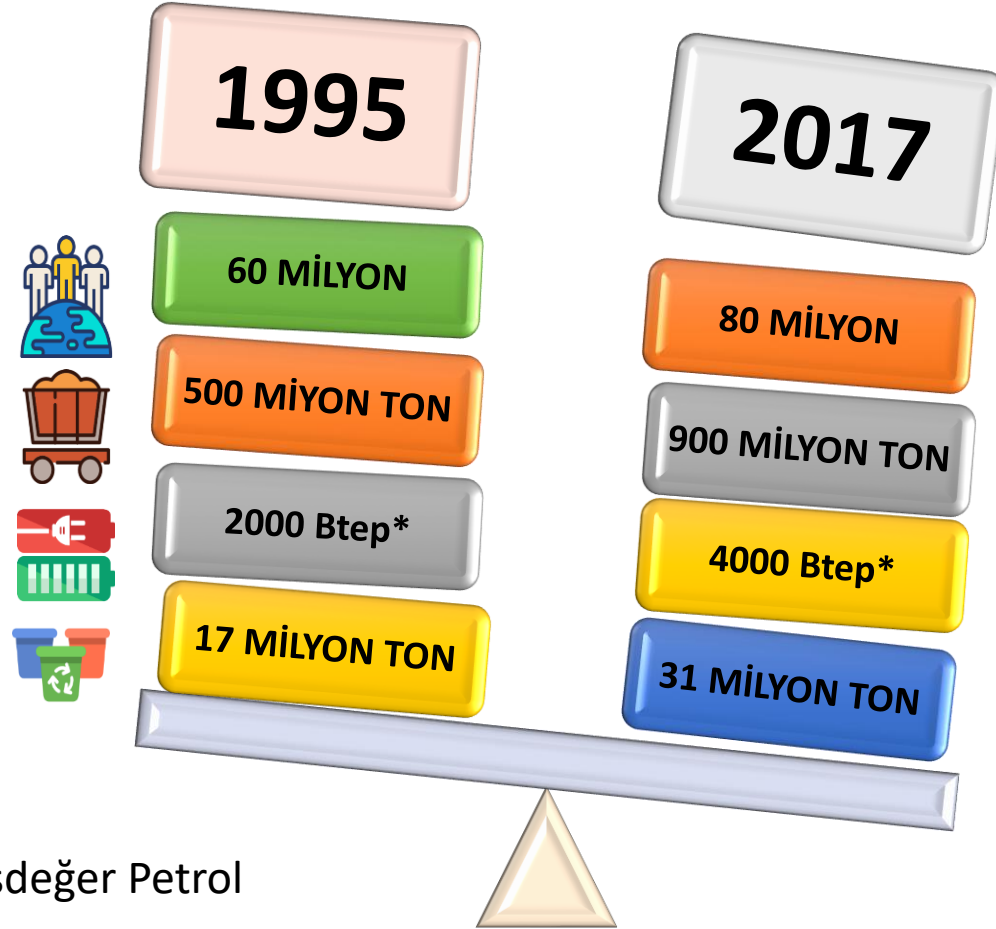 1995
2017
60 MİLYON
80 MİLYON
500 MİYON TON
900 MİLYON TON
2000 Btep*
4000 Btep*
17 MİLYON TON
31 MİLYON TON
şdeğer Petrol